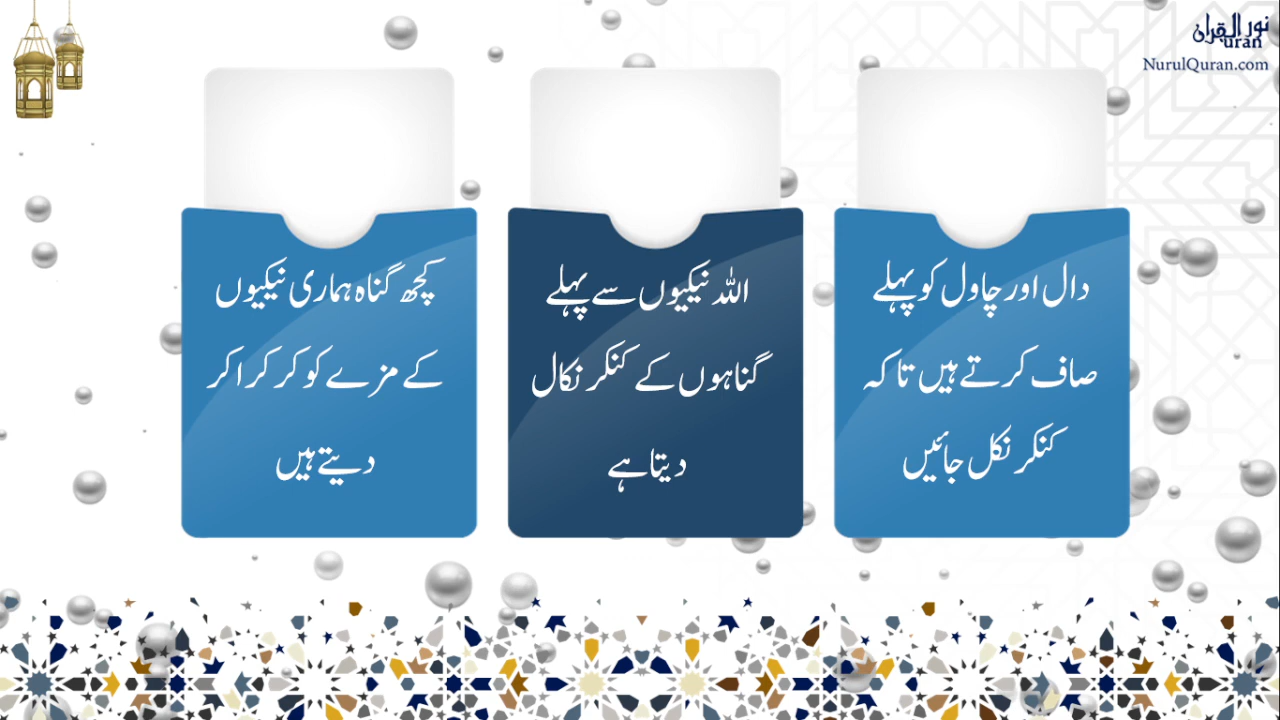 نور القرآن
uran
NurulQuran.com
دال اور چاول کو پہلے
صاف کرتے ہیں تا کہ
کنکر نکل جائیں
اللہ نیکیوں سے پہلے
گناہوں کے کنکر نکال
دیتا ہے
کچھ گناہ ہماری نیکیوں
کے مزے کو کر کرا کر
دیتے ہیں